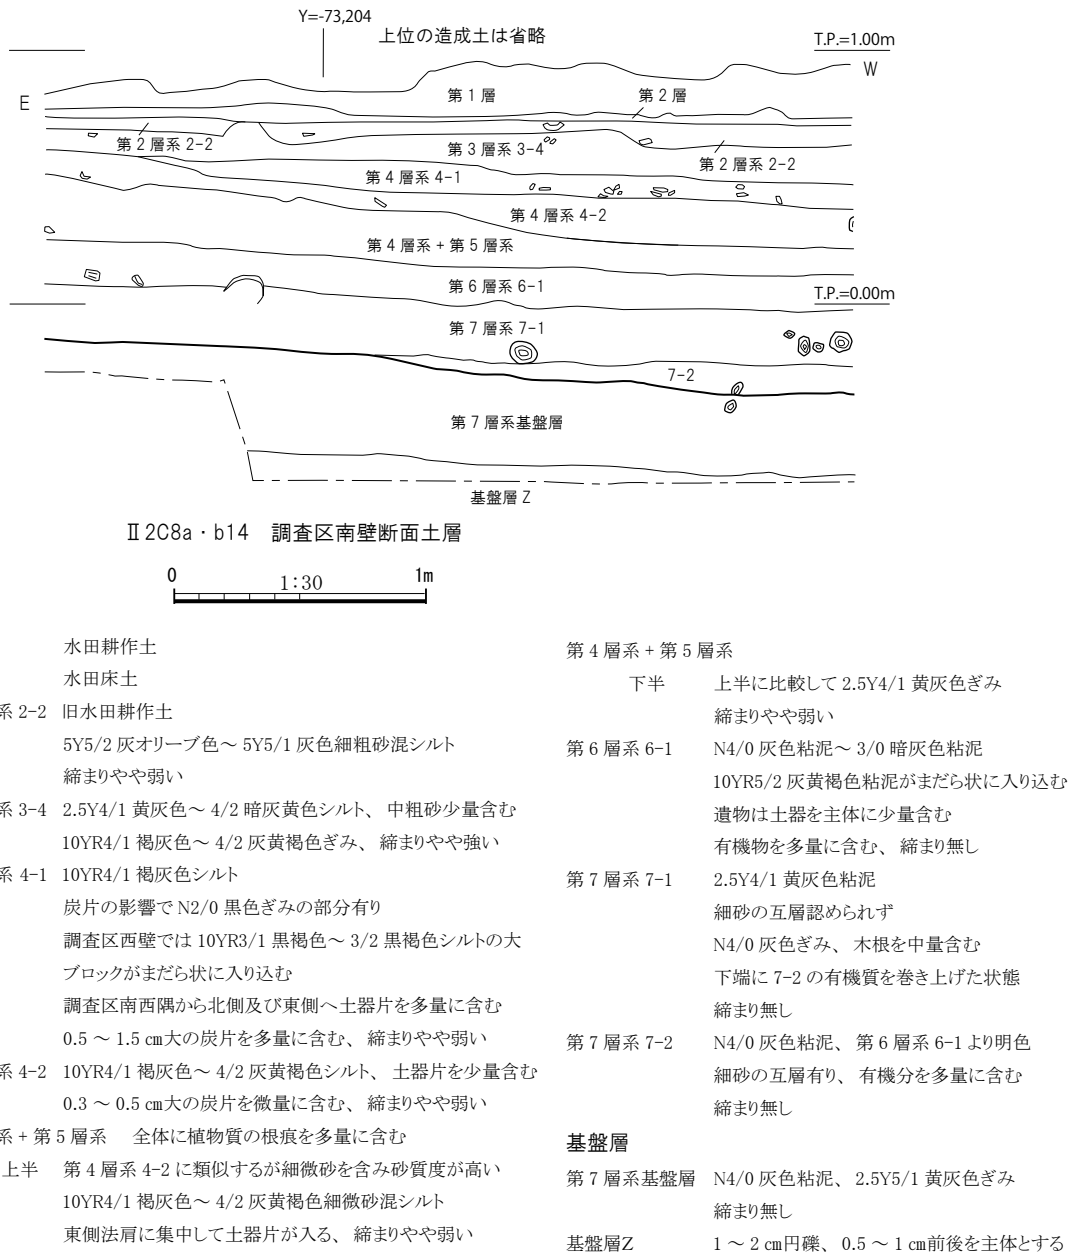 Y=-73,204
上位の造成土は省略
T.P.=1.00m
W
E
第1層
第2層
第2層系 2-2
第3層系 3-4
第2層系 2-2
第4層系 4-1
第4層系 4-2
第4層系 + 第5層系
第6層系 6-1
T.P.=0.00m
第7層系 7-1
7-2
第7層系基盤層
基盤層 Z
Ⅱ2C8a・b14 調査区南壁断面土層
0 1:30 1m
水田耕作土
水田床土
系 2-2 旧水田耕作土
5Y5/2 灰オリーブ色～ 5Y5/1 灰色細粗砂混シルト
締まりやや弱い
系 3-4 2.5Y4/1 黄灰色～ 4/2 暗灰黄色シルト、中粗砂少量含む
10YR4/1 褐灰色～ 4/2 灰黄褐色ぎみ、締まりやや強い
系 4-1 10YR4/1 褐灰色シルト
炭片の影響で N2/0 黒色ぎみの部分有り
調査区西壁では 10YR3/1 黒褐色～ 3/2 黒褐色シルトの大
ブロックがまだら状に入り込む
調査区南西隅から北側及び東側へ土器片を多量に含む
0.5 ～ 1.5 ㎝大の炭片を多量に含む、締まりやや弱い
系 4-2 10YR4/1 褐灰色～ 4/2 灰黄褐色シルト、土器片を少量含む
0.3 ～ 0.5 ㎝大の炭片を微量に含む、締まりやや弱い
系 + 第5層系 全体に植物質の根痕を多量に含む
上半 第4層系 4-2 に類似するが細微砂を含み砂質度が高い
10YR4/1 褐灰色～ 4/2 灰黄褐色細微砂混シルト
東側法肩に集中して土器片が入る、締まりやや弱い
第4層系 + 第5層系
下半 上半に比較して 2.5Y4/1 黄灰色ぎみ
締まりやや弱い
第6層系 6-1 N4/0 灰色粘泥～ 3/0 暗灰色粘泥
10YR5/2 灰黄褐色粘泥がまだら状に入り込む
遺物は土器を主体に少量含む
有機物を多量に含む、締まり無し
第7層系 7-1 2.5Y4/1 黄灰色粘泥
細砂の互層認められず
N4/0 灰色ぎみ、木根を中量含む
下端に 7-2 の有機質を巻き上げた状態
締まり無し
第7層系 7-2 N4/0 灰色粘泥、第6層系 6-1 より明色
細砂の互層有り、有機分を多量に含む
締まり無し
基盤層
第7層系基盤層 N4/0 灰色粘泥、2.5Y5/1 黄灰色ぎみ
締まり無し
基盤層Z 1 ～ 2 ㎝円礫、0.5 ～ 1 ㎝前後を主体とする